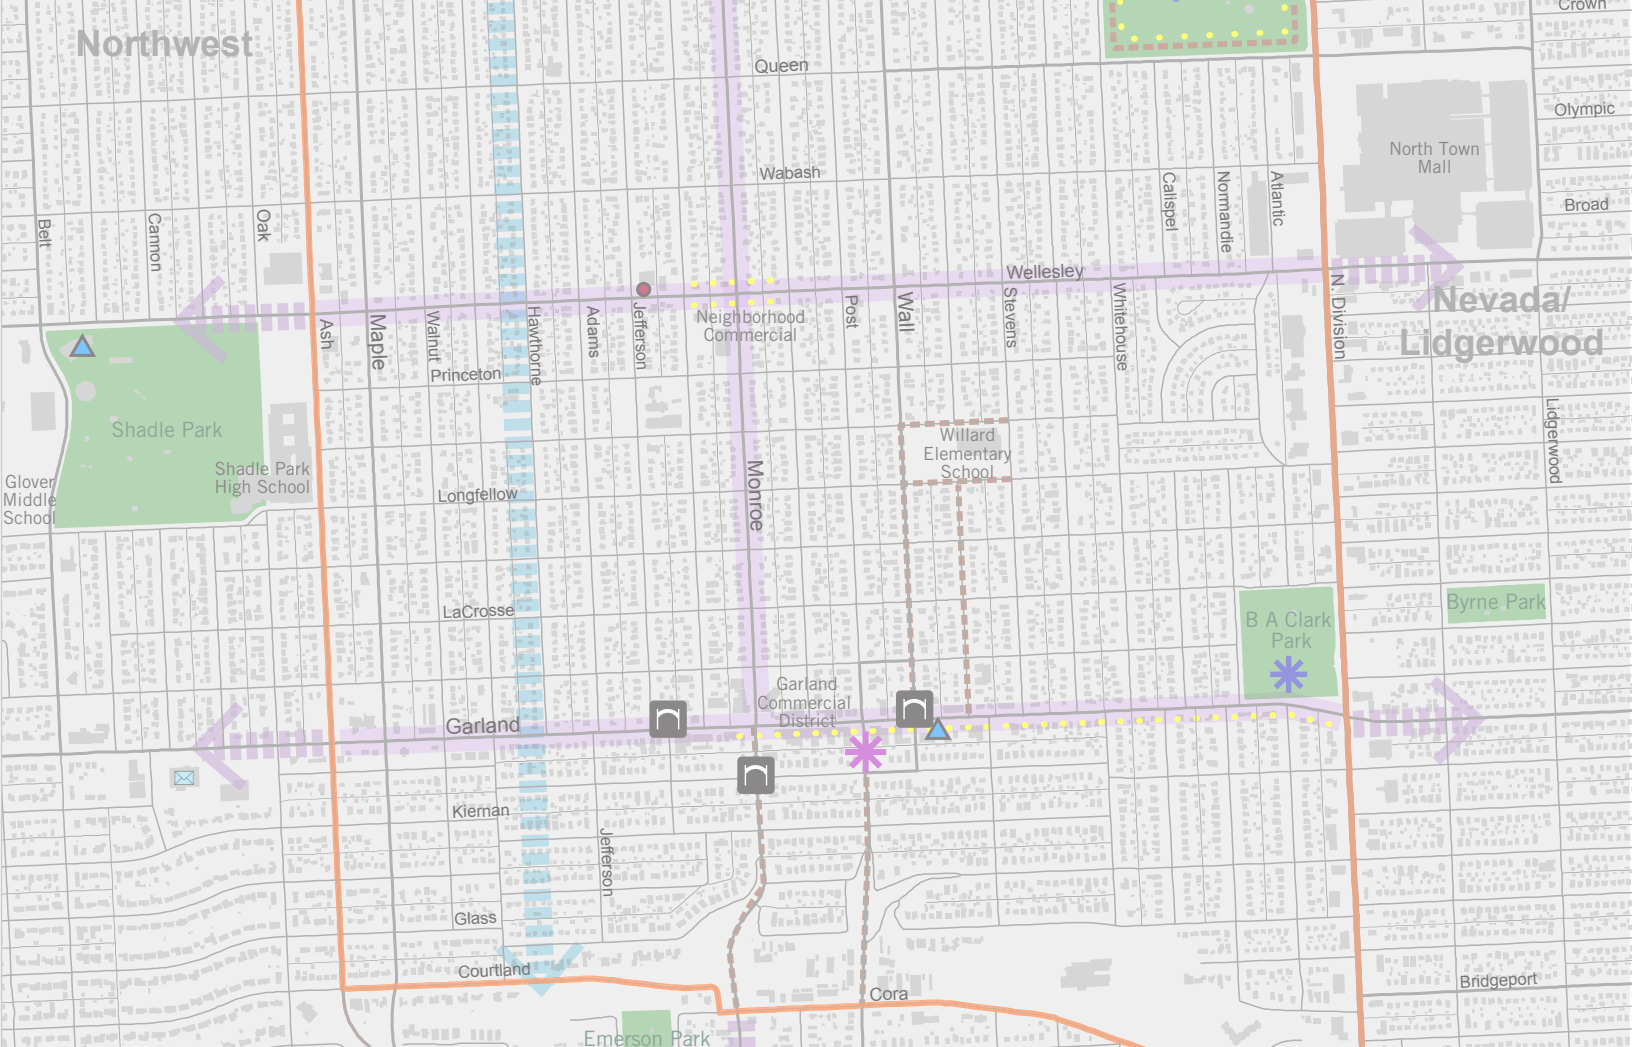 Crown
Northwest
Queen
Olympic
North Town
Mall
Wabash
Belt
Cannon
Oak
Calispel
Normandie
Atlantic
Broad
Wellesley
Ash
Maple
Walnut
Hawthorne
Adams
Jefferson
Neighborhood
Commercial
Post
Wall
Stevens
Whitehouse
N. Division
Nevada/
Lidgerwood
Princeton
Shadle Park
Lidgerwood
Willard
Elementary
School
Glover
Middle
School
Shadle Park
High School
Longfellow
Monroe
LaCrosse
B A Clark
Park
Byrne Park
Garland
Commercial
District
Garland
Kiernan
Jefferson
Glass
Courtland
Cora
Bridgeport
Emerson Park